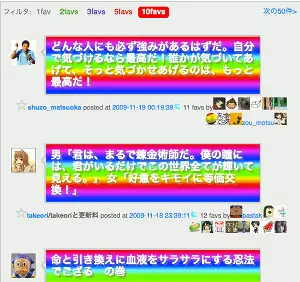 フィルタ: 1fav 2favs 3favs 5favs 10favs
次の50件»
どんな人にも必ず強みがあるはずだ。自分
で気づけるなら最高だ！誰かが気づいてあ
げて、そっと気づかせあげるのは、もっと
最高だ！
shuzo_matsuoka posted at 2009-11-19 00:19:38 11 favs by
男「君は、まるで錬金術師だ。僕の瞳に
は、君がいるだけでこの世界全てが輝いて
見える。」 女「好意をキモイに等価交
換！」
takeori/takeoriと更新料 posted at 2009-11-18 23:39:11 12 favs by
pastak
命と引き換えに血液をサラサラにする忍法
でござる の巻